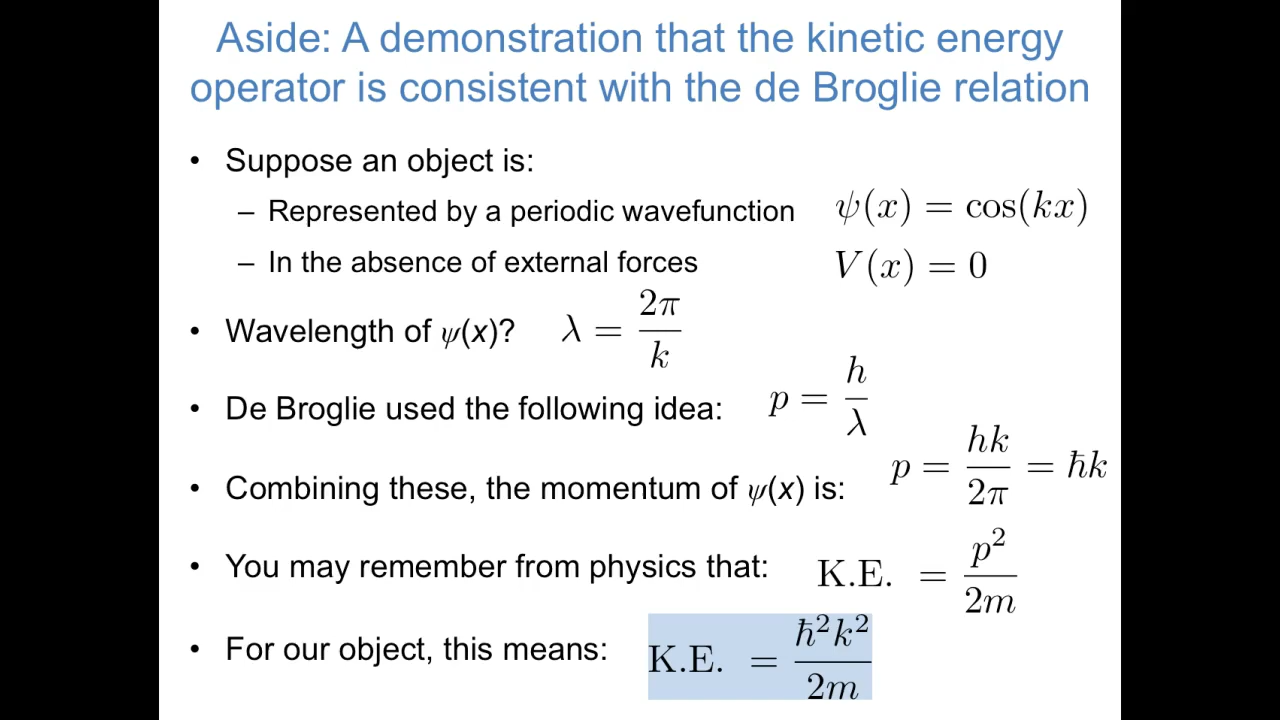 Aside: A demonstration that the kinetic energy
operator is consistent with the de Broglie relation
• Suppose an object is:
– Represented by a periodic wavefunction ψ(x) = cos(kx)
– In the absence of external forces V(x) = 0
• Wavelength of ψ(x)? λ = 2π/k
• De Broglie used the following idea: p = h/λ
• Combining these, the momentum of ψ(x) is: p = hk/2π = ħk
• You may remember from physics that: K.E. = p²/2m
• For our object, this means: K.E. = ħ²k²/2m